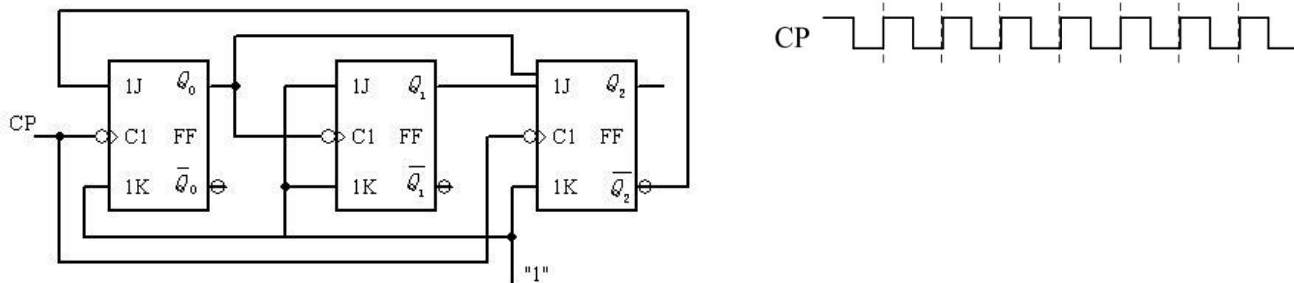 CP
1J Q₀
C1 FF
1K Q̅₀
1J Q₁
C1 FF
1K Q̅₁
1J Q₂
C1 FF
1K Q̅₂
"1"
CP